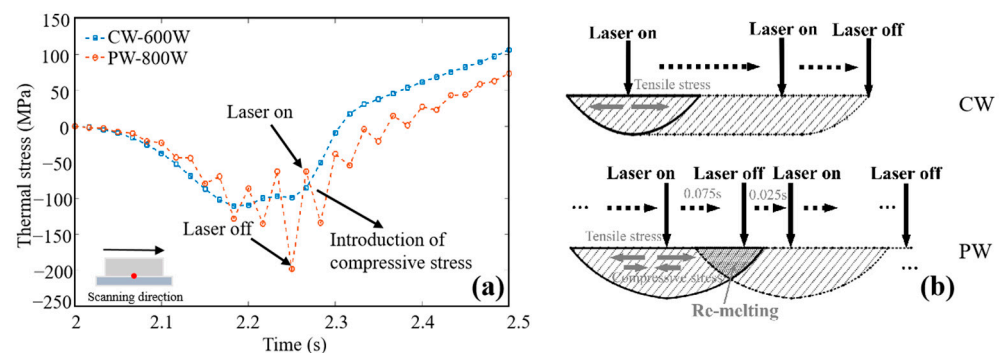 150
100
50
0
−50
−100
−150
−200
−250
Thermal stress (MPa)
CW-600W
PW-800W
Laser on
Laser off
Introduction of
compressive stress
Scanning direction
(a)
2
2.1
2.2
2.3
2.4
2.5
Time (s)
Laser on
Laser on
Laser off
Tensile stress
CW
Laser on
Laser off
Laser on
Laser off
0.075s
0.025s
...
...
Tensile stress
Compressive stress
PW
...
Re-melting
(b)